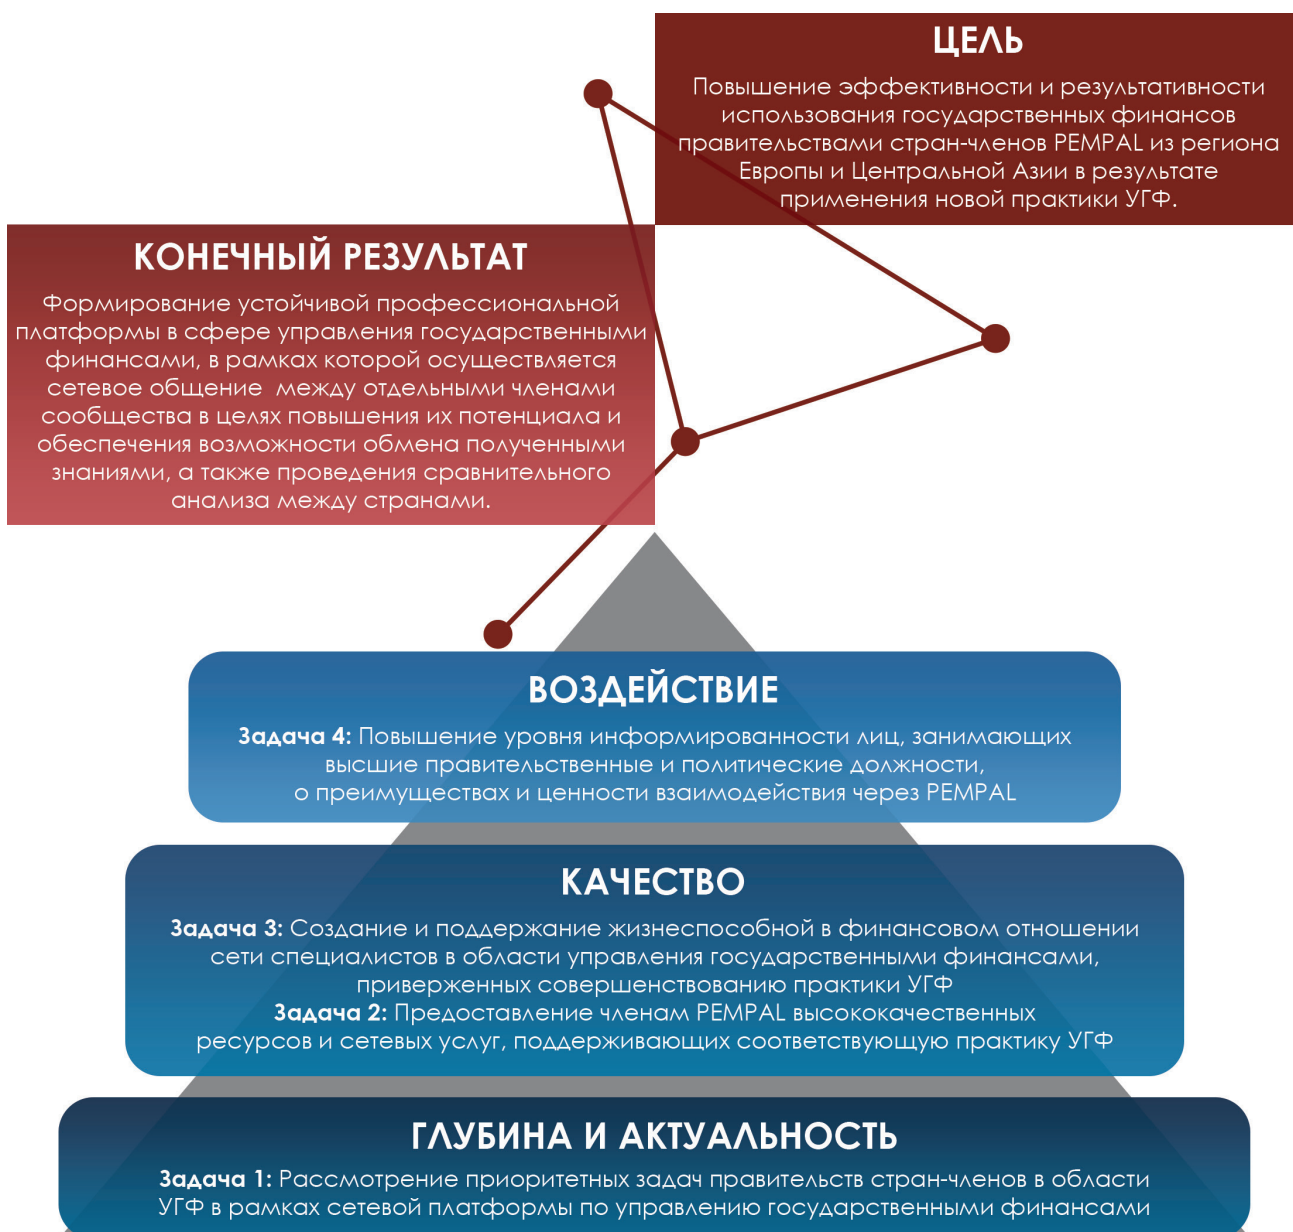 ЦЕЛЬ
Повышение эффективности и результативности
использования государственных финансов
правительствами стран-членов PEMPAL из региона
Европы и Центральной Азии в результате
применения новой практики УГФ.
КОНЕЧНЫЙ РЕЗУЛЬТАТ
Формирование устойчивой профессиональной
платформы в сфере управления государственными
финансами, в рамках которой осуществляется
сетевое общение между отдельными членами
сообщества в целях повышения их потенциала и
обеспечения возможности обмена полученными
знаниями, а также проведения сравнительного
анализа между странами.
ВОЗДЕЙСТВИЕ
Задача 4: Повышение уровня информированности лиц, занимающих
высшие правительственные и политические должности,
о преимуществах и ценности взаимодействия через PEMPAL
КАЧЕСТВО
Задача 3: Создание и поддержание жизнеспособной в финансовом отношении
сети специалистов в области управления государственными финансами,
приверженных совершенствованию практики УГФ
Задача 2: Предоставление членам PEMPAL высококачественных
ресурсов и сетевых услуг, поддерживающих соответствующую практику УГФ
ГЛУБИНА И АКТУАЛЬНОСТЬ
Задача 1: Рассмотрение приоритетных задач правительств стран-членов в области
УГФ в рамках сетевой платформы по управлению государственными финансами